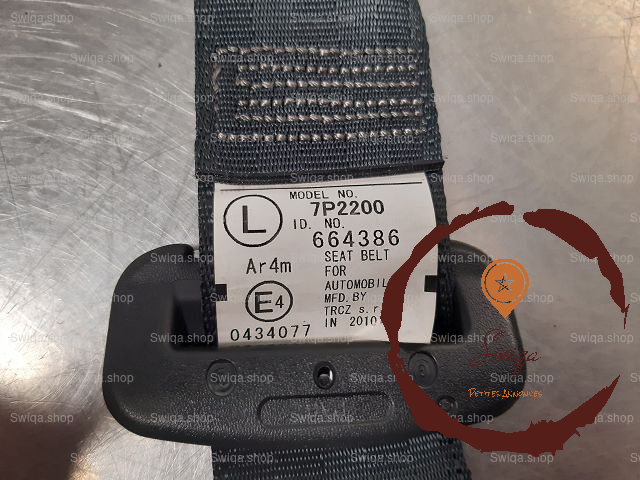 MODEL NO.
7P2200
L
ID. NO.
664386
Ar4m
SEAT BELT
FOR
AUTOMOBIL
E4
MFD. BY
TRCZ s.r
IN 2010
0434077
PETITES ANNONCES
Swiqa.shop